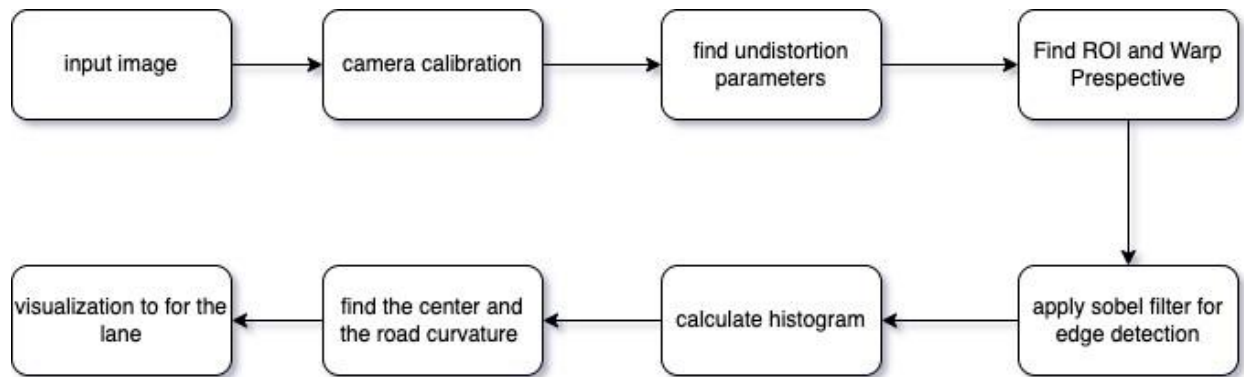 input image
camera calibration
find undistortion
parameters
Find ROI and Warp
Prespective
apply sobel filter for
edge detection
calculate histogram
find the center and
the road curvature
visualization to for the
lane